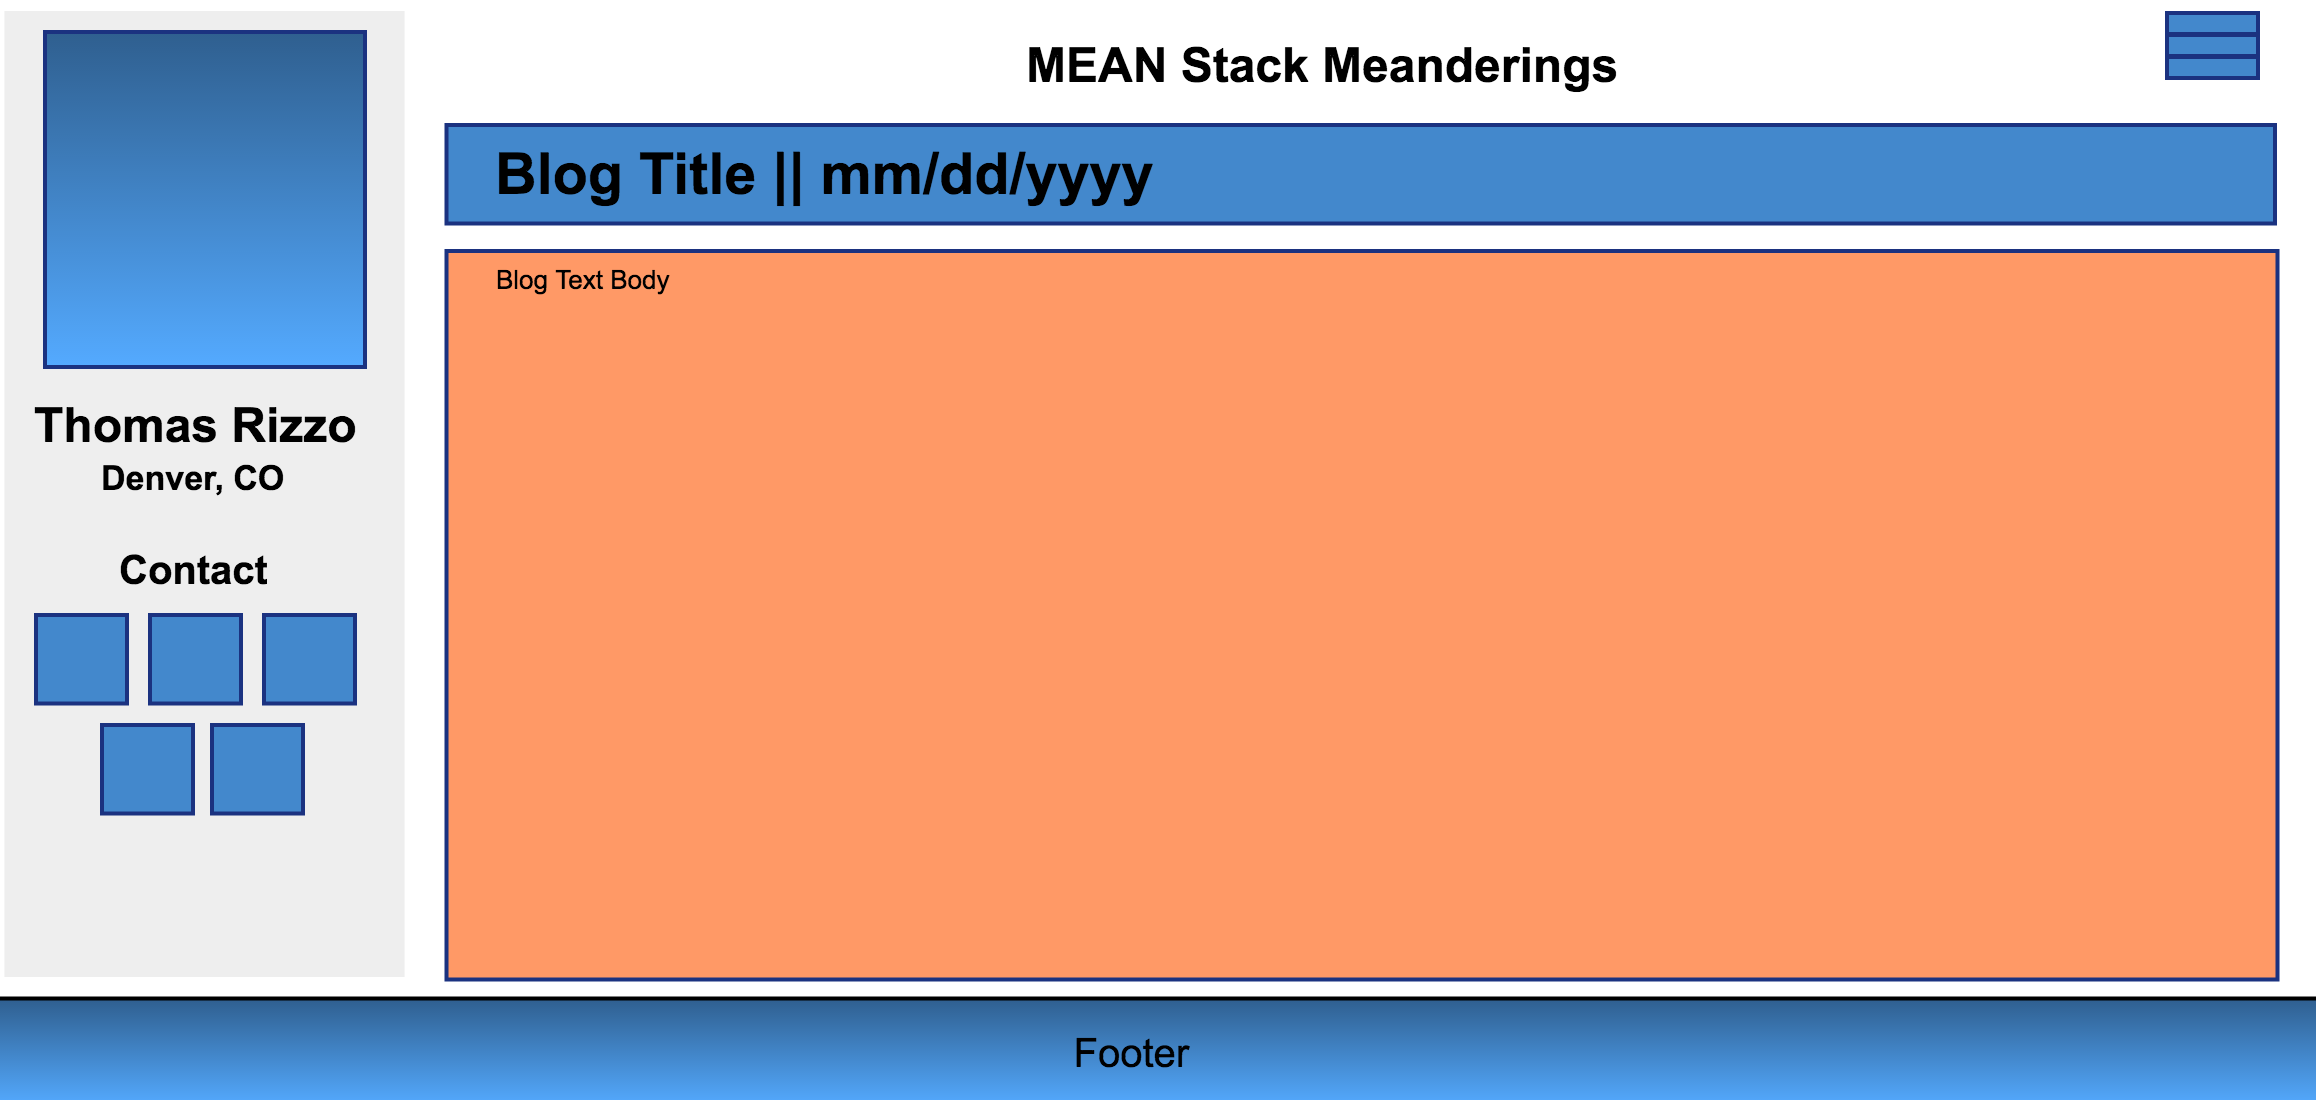 MEAN Stack Meanderings
Blog Title || mm/dd/yyyy
Blog Text Body
Thomas Rizzo
Denver, CO
Contact
Footer